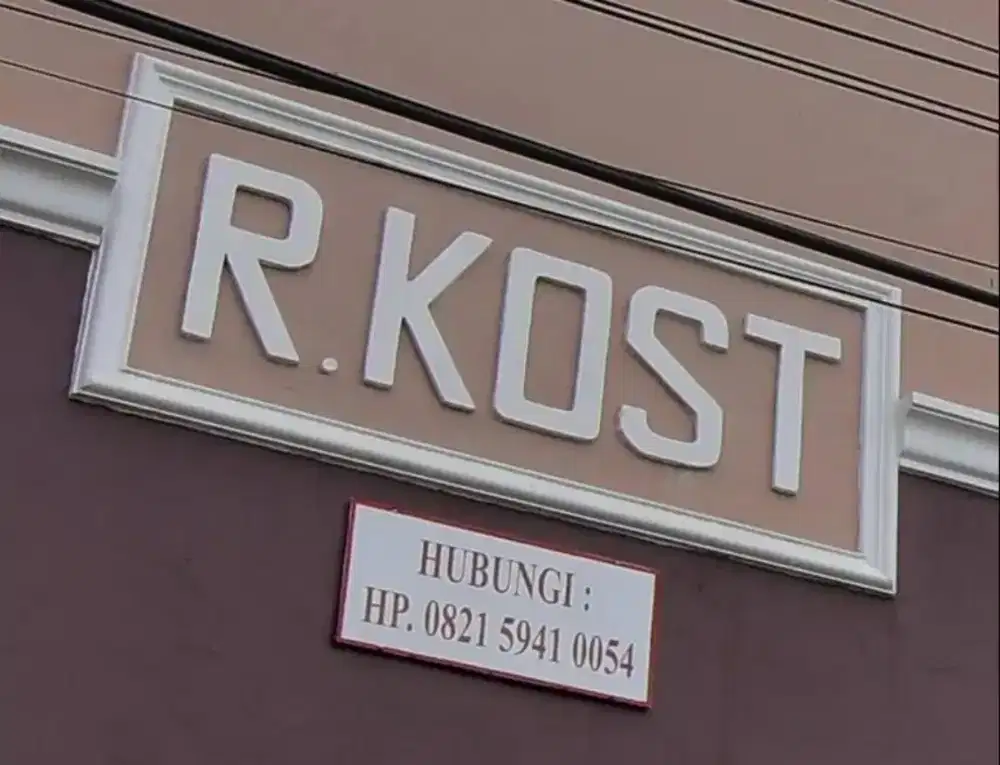 R.KOST
HUBUNGI :
HP. 0821 5941 0054